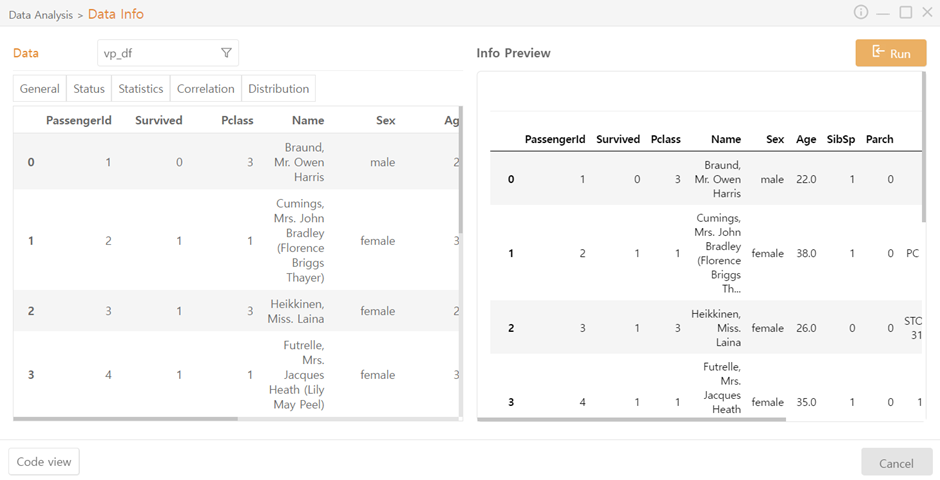 Data Analysis > Data Info
Data
vp_df
Info Preview
Run
General Status Statistics Correlation Distribution
PassengerId Survived Pclass Name Sex Ag
0 1 0 3 Braund, male 2
Mr. Owen
Harris
1 2 1 1 Cumings, female 3
Mrs. John
Bradley
(Florence
Briggs
Thayer)
2 3 1 3 Heikkinen, female 2
Miss. Laina
3 4 1 1 Futrelle, female 3
Mrs.
Jacques
Heath (Lily
May Peel)
PassengerId Survived Pclass Name Sex Age SibSp Parch
0 1 0 3 Braund, male 22.0 1 0
Mr. Owen
Harris
1 2 1 1 Cumings, female 38.0 1 0 PC
Mrs. John
Bradley
(Florence
Briggs
Th...
2 3 1 3 Heikkinen, female 26.0 0 0 STO
Miss. 31
Laina
3 4 1 1 Futrelle, female 35.0 1 0 1
Mrs.
Jacques
Heath
Code view
Cancel